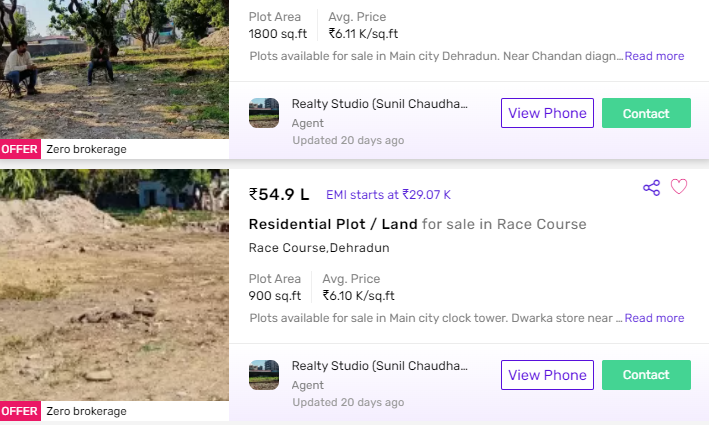 Plot Area
Avg. Price
1800 sq.ft
₹6.11 K/sq.ft
Plots available for sale in Main city Dehradun. Near Chandan diagn...Read more
Realty Studio (Sunil Chaudha...
Agent
Updated 20 days ago
View Phone
Contact
OFFER Zero brokerage
₹54.9 L EMI starts at ₹29.07 K
Residential Plot / Land for sale in Race Course
Race Course,Dehradun
Plot Area
Avg. Price
900 sq.ft
₹6.10 K/sq.ft
Plots available for sale in Main city clock tower. Dwarka store near ...Read more
Realty Studio (Sunil Chaudha...
Agent
Updated 20 days ago
View Phone
Contact
OFFER Zero brokerage